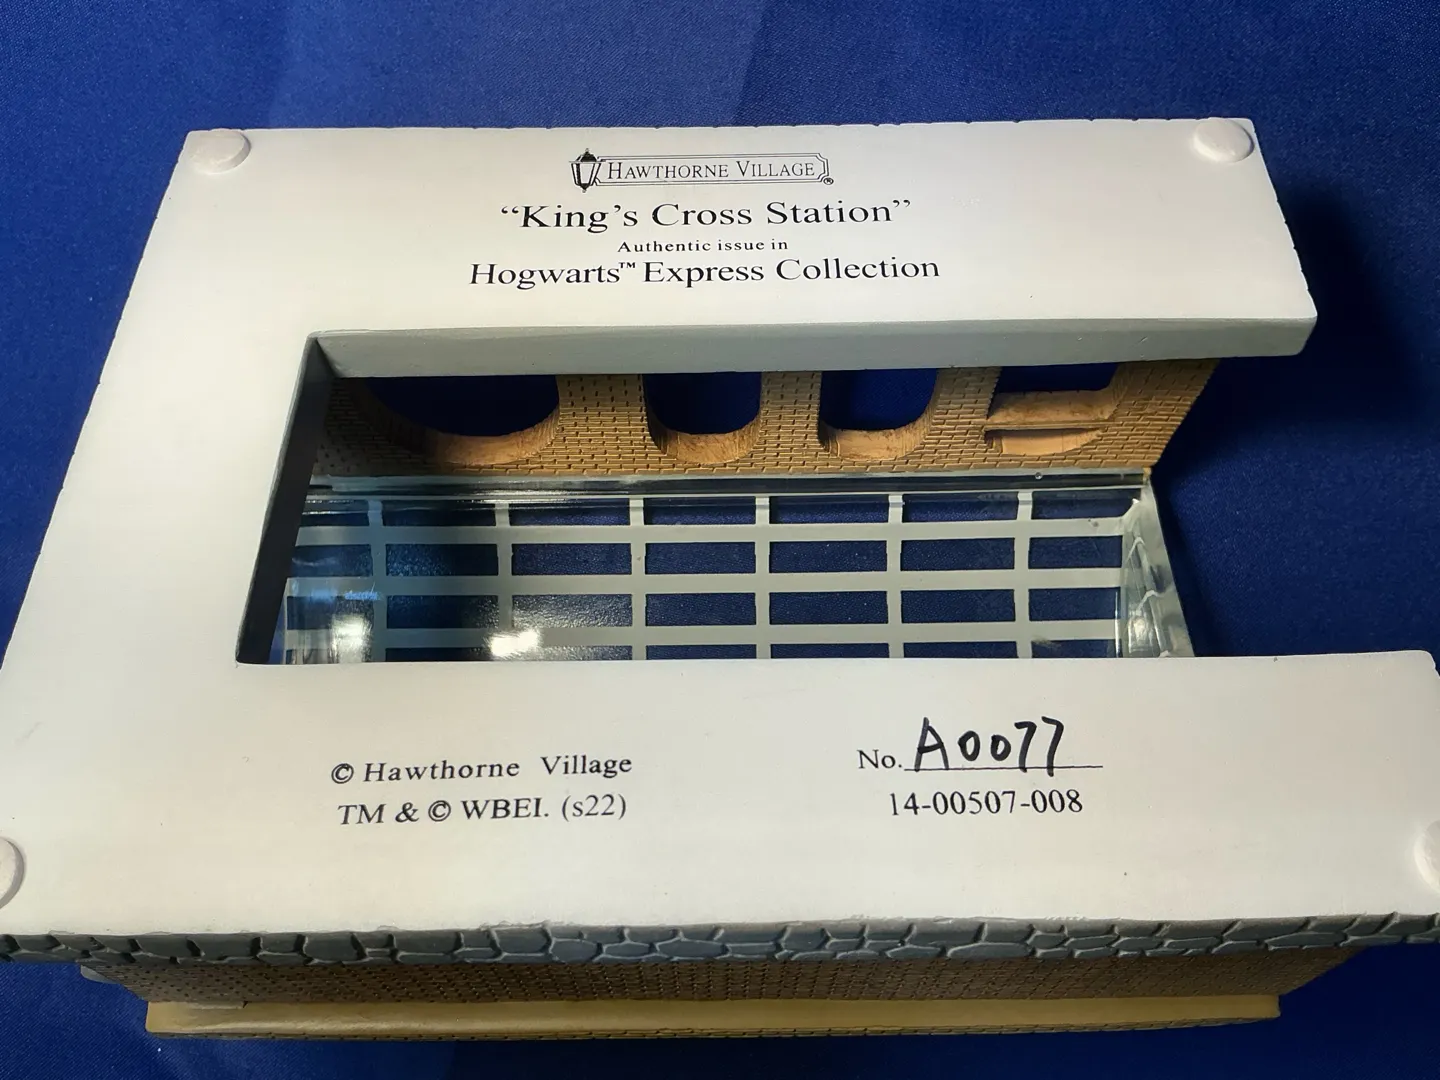 HAWTHORNE VILLAGE®
“King’s Cross Station”
Authentic issue in
Hogwarts™ Express Collection
© Hawthorne Village
TM & © WBEI. (s22)
No. A0077
14-00507-008